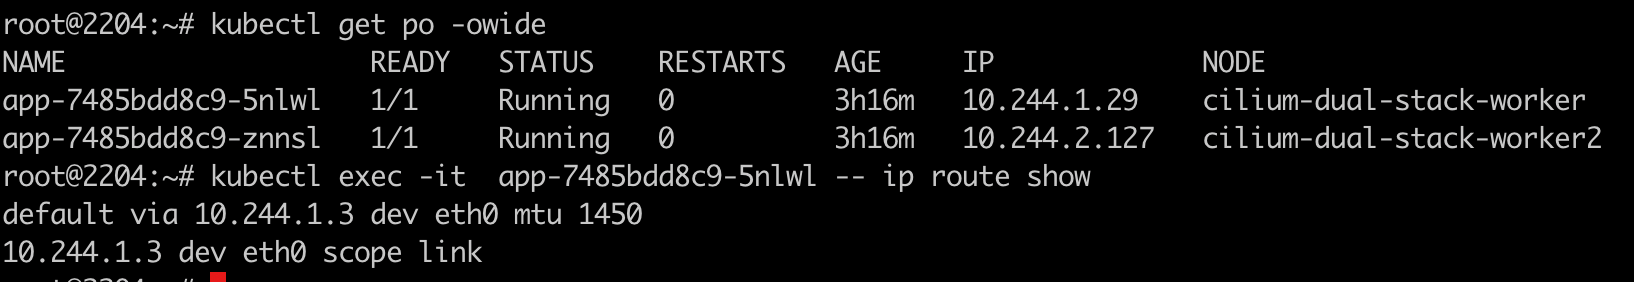 root@2204:~# kubectl get po -owide
NAME READY STATUS RESTARTS AGE IP NODE
app-7485bdd8c9-5nlwl 1/1 Running 0 3h16m 10.244.1.29 cilium-dual-stack-worker
app-7485bdd8c9-znnsl 1/1 Running 0 3h16m 10.244.2.127 cilium-dual-stack-worker2
root@2204:~# kubectl exec -it app-7485bdd8c9-5nlwl -- ip route show
default via 10.244.1.3 dev eth0 mtu 1450
10.244.1.3 dev eth0 scope link
root@2204:~#